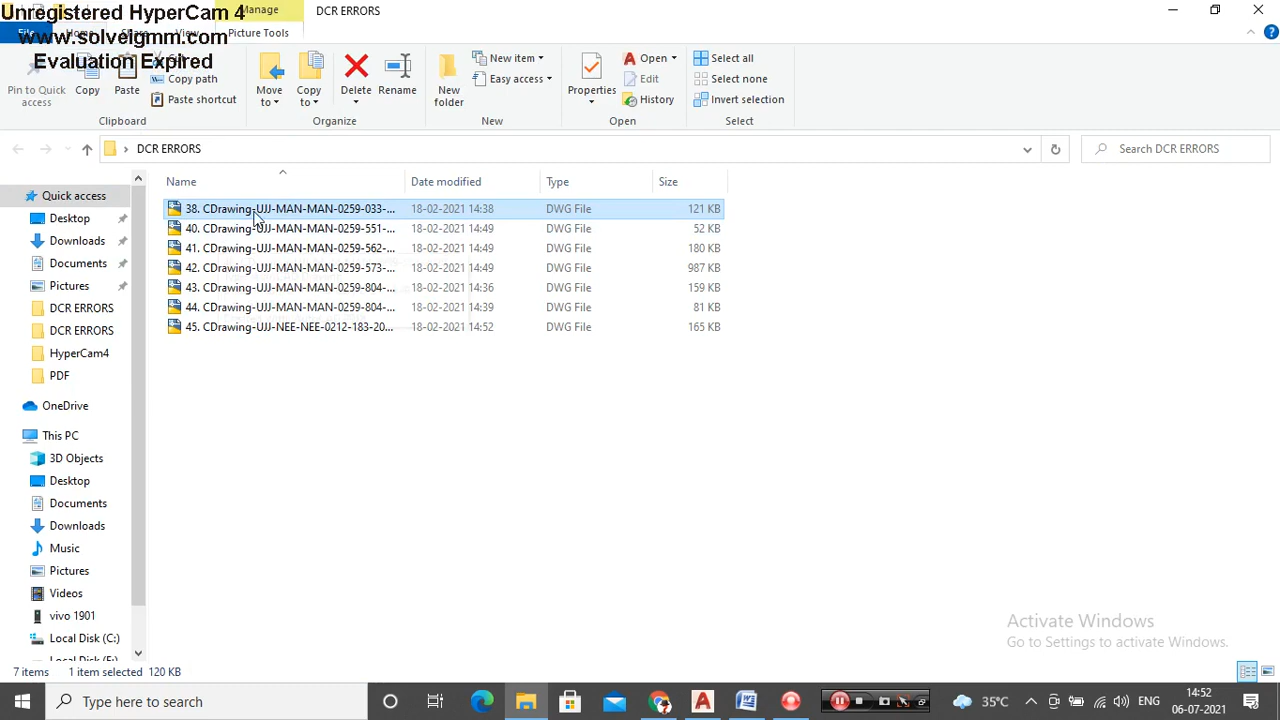 Unregistered HyperCam 4
www.solveigmm.com
Evaluation Expired
Manage
DCR ERRORS
File
Home
Share
View
Picture Tools
Pin to Quick access
Copy
Paste
Copy path
Paste shortcut
Clipboard
Move to
Copy to
Delete
Rename
Organize
New folder
New item
Easy access
New
Properties
Open
Edit
History
Open
Select all
Select none
Invert selection
Select
DCR ERRORS
Search DCR ERRORS
Name Date modified Type Size
38. CDrawing-UJJ-MAN-MAN-0259-033-... 18-02-2021 14:38 DWG File 121 KB
40. CDrawing-UJJ-MAN-MAN-0259-551-... 18-02-2021 14:49 DWG File 52 KB
41. CDrawing-UJJ-MAN-MAN-0259-562-... 18-02-2021 14:49 DWG File 180 KB
42. CDrawing-UJJ-MAN-MAN-0259-573-... 18-02-2021 14:49 DWG File 987 KB
43. CDrawing-UJJ-MAN-MAN-0259-804-... 18-02-2021 14:36 DWG File 159 KB
44. CDrawing-UJJ-MAN-MAN-0259-804-... 18-02-2021 14:39 DWG File 81 KB
45. CDrawing-UJJ-NEE-NEE-0212-183-20... 18-02-2021 14:52 DWG File 165 KB
Quick access
Desktop
Downloads
Documents
Pictures
DCR ERRORS
DCR ERRORS
HyperCam4
PDF
OneDrive
This PC
3D Objects
Desktop
Documents
Downloads
Music
Pictures
Videos
vivo 1901
Local Disk (C:)
Activate Windows
Go to Settings to activate Windows.
7 items 1 item selected 120 KB
Type here to search
35°C
ENG
14:52
06-07-2021